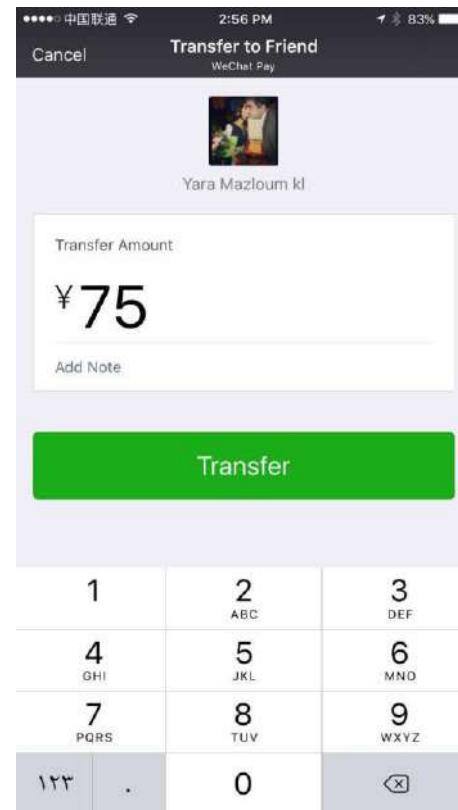 中国联通 2:56 PM 83%
Cancel Transfer to Friend
WeChat Pay
Yara Mazloum kl
Transfer Amount
¥75
Add Note
Transfer
1 2 3
ABC DEF
4 5 6
GHI JKL MNO
7 8 9
PQRS TUV WXYZ
١٢٣ . 0